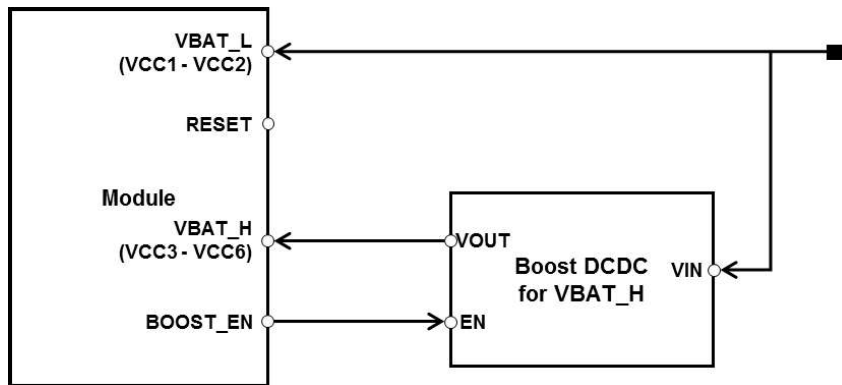 VBAT_L
(VCC1 - VCC2)
RESET
Module
VBAT_H
(VCC3 - VCC6)
BOOST_EN
VOUT
Boost DCDC
for VBAT_H
VIN
EN